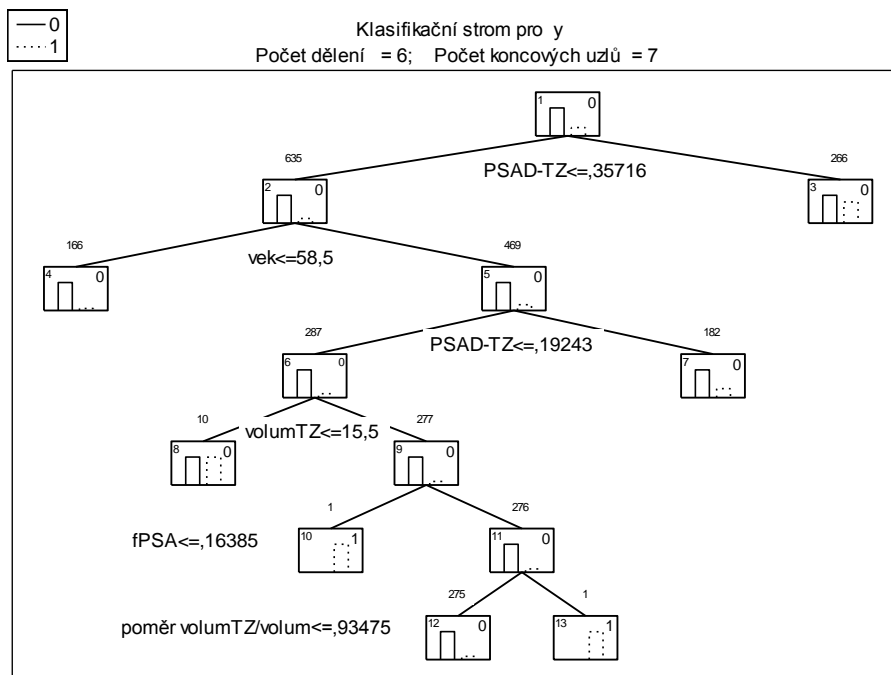 0
1
Klasifikační strom pro y
Počet dělení = 6; Počet koncových uzlů = 7
1 0
635 PSAD-TZ<=,35716 266
2 0 3 0
166 vek<=58,5 469
4 0 5 0
287 PSAD-TZ<=,19243 182
6 0 7 0
10 volumTZ<=15,5 277
8 0 9 0
1 276
fPSA<=,16385
10 1 11 0
275 1
poměr volumTZ/volum<=,93475
12 0 13 1